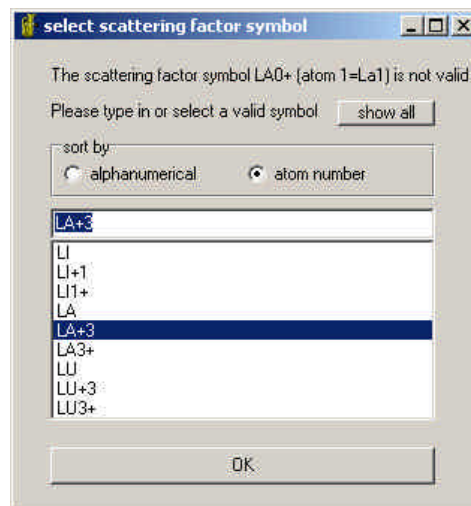 select scattering factor symbol
The scattering factor symbol LA0+ (atom 1=La1) is not valid
Please type in or select a valid symbol show all
sort by
alphanumerical atom number
LA+3
LI
LI+1
LI1+
LA
LA+3
LA3+
LU
LU+3
LU3+
OK